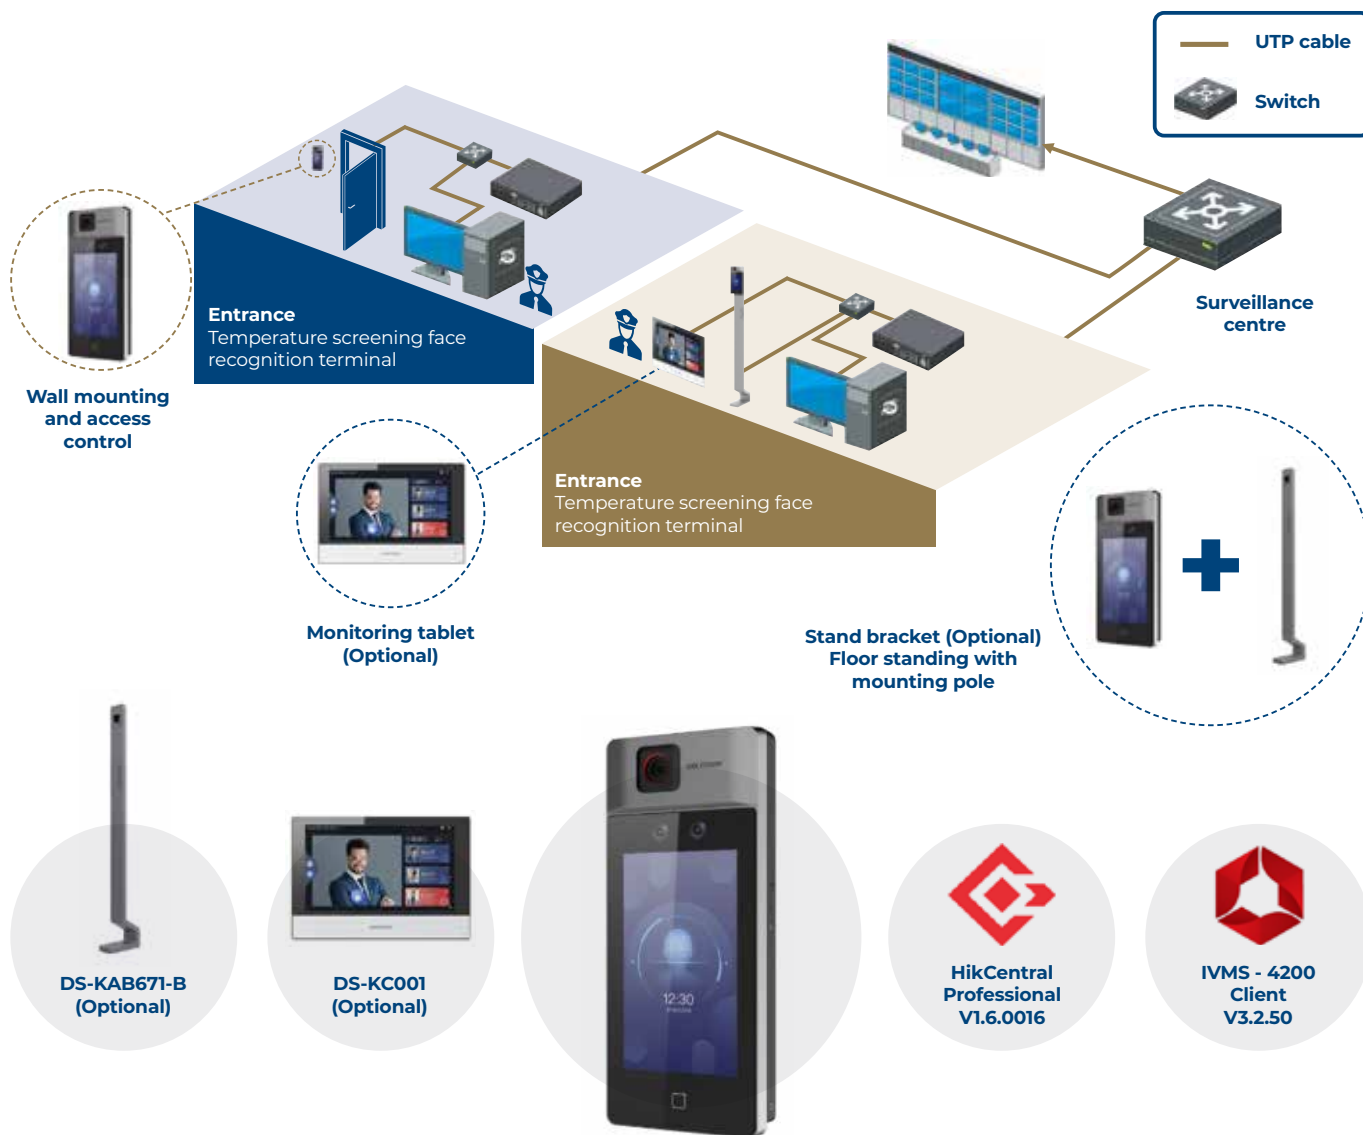 UTP cable
Switch
Entrance
Temperature screening face
recognition terminal
Surveillance
centre
Wall mounting
and access
control
Entrance
Temperature screening face
recognition terminal
Monitoring tablet
(Optional)
Stand bracket (Optional)
Floor standing with
mounting pole
12:30
DS-KAB671-B
(Optional)
DS-KC001
(Optional)
HikCentral
Professional
V1.6.0016
IVMS - 4200
Client
V3.2.50